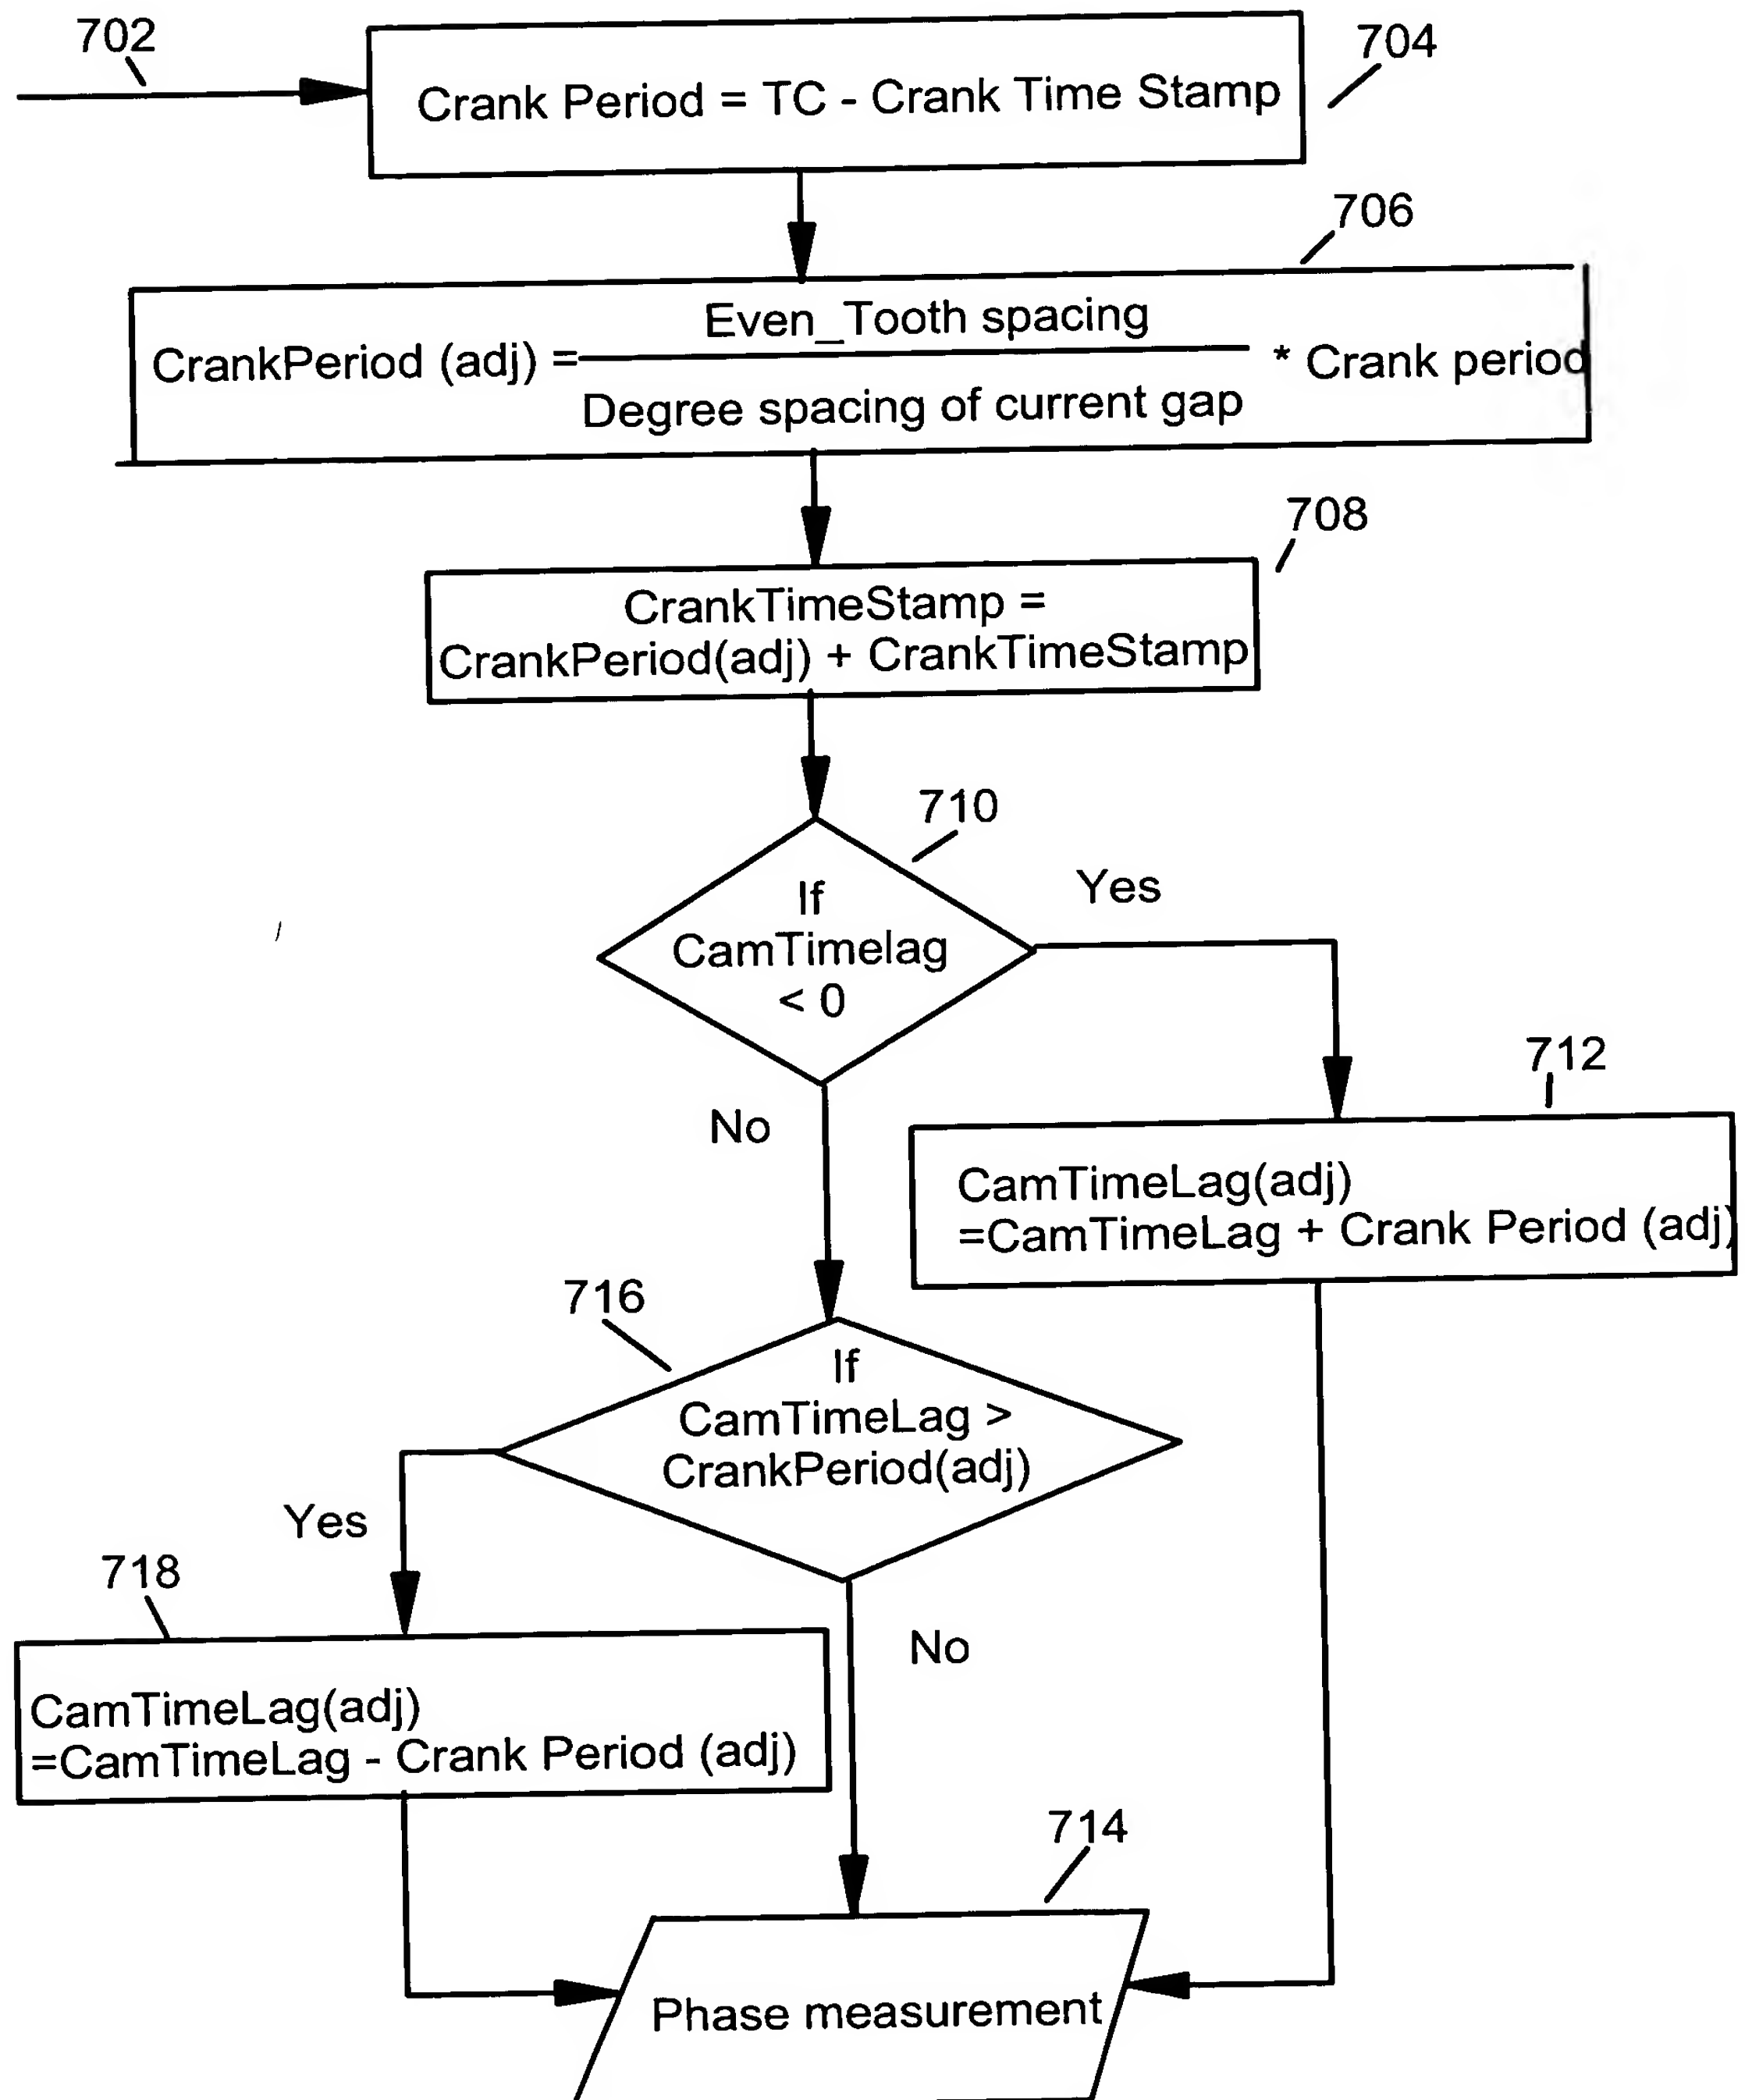 702
704
Crank Period = TC - Crank Time Stamp
706
Even_Tooth spacing
CrankPeriod (adj) = * Crank period
Degree spacing of current gap
708
CrankTimeStamp =
CrankPeriod(adj) + CrankTimeStamp
710
If
CamTimelag
< 0
Yes
No
712
CamTimeLag(adj)
=CamTimeLag + Crank Period (adj)
716
If
CamTimeLag >
CrankPeriod(adj)
Yes
No
718
CamTimeLag(adj)
=CamTimeLag - Crank Period (adj)
714
Phase measurement